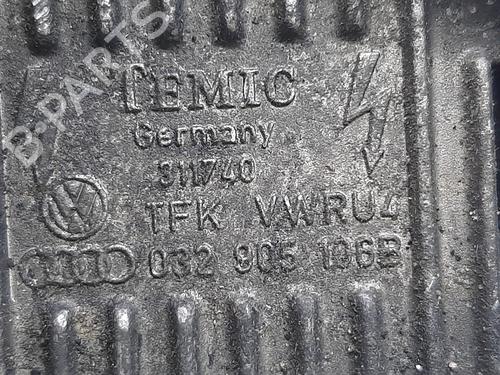 B-PARTS
TEMIC
Germany
311740
TFK VWRU4
032 905 106B